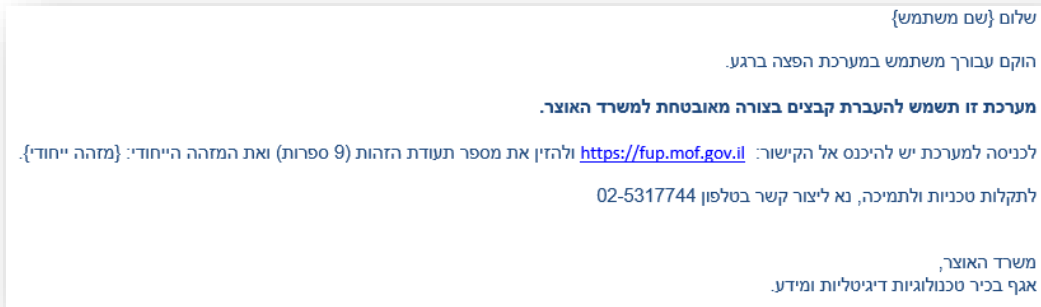 שלום {שם משתמש}
הוקם עבורך משתמש במערכת הפצה ברגע.
מערכת זו תשמש להעברת קבצים בצורה מאובטחת למשרד האוצר.
לכניסה למערכת יש להיכנס אל הקישור: https://fup.mof.gov.il ולהזין את מספר תעודת הזהות (9 ספרות) ואת המזהה הייחודי: {מזהה ייחודי}.
לתקלות טכניות ולתמיכה, נא ליצור קשר בטלפון 02-5317744
משרד האוצר,
אגף בכיר טכנולוגיות דיגיטליות ומידע.